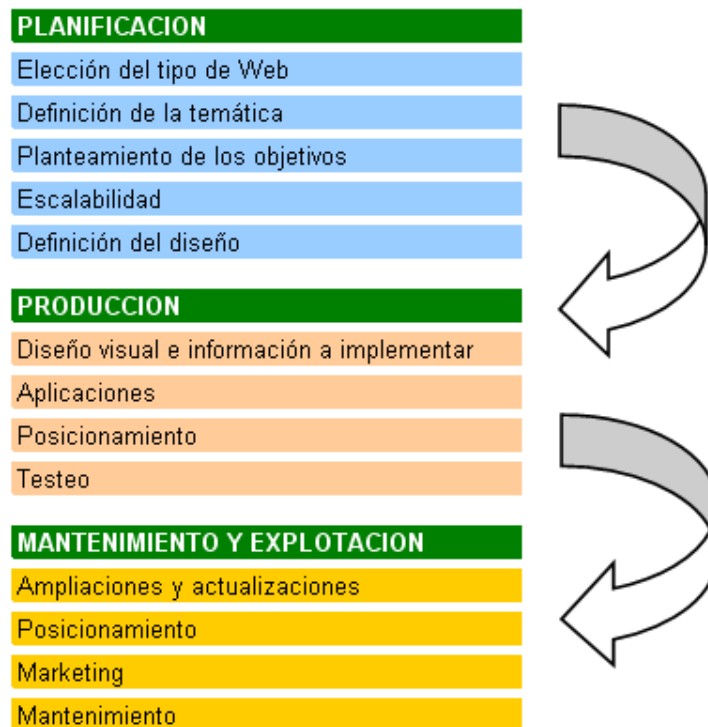 PLANIFICACION
Elección del tipo de Web
Definición de la temática
Planteamiento de los objetivos
Escalabilidad
Definición del diseño
PRODUCCION
Diseño visual e información a implementar
Aplicaciones
Posicionamiento
Testeo
MANTENIMIENTO Y EXPLOTACION
Ampliaciones y actualizaciones
Posicionamiento
Marketing
Mantenimiento